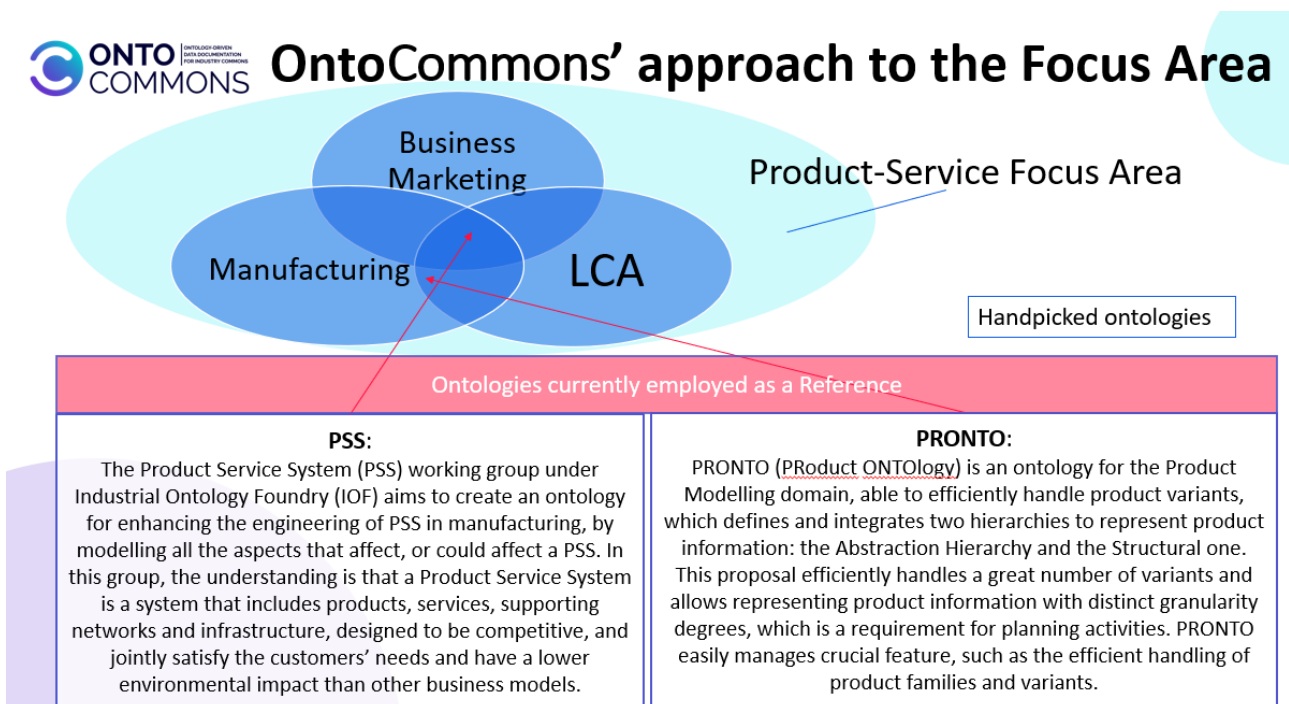 ONTO
COMMONS
ONTOLOGY-DRIVEN
DATA DOCUMENTATION
FOR INDUSTRY COMMONS
OntoCommons’ approach to the Focus Area
Business
Marketing
Product-Service Focus Area
Manufacturing
LCA
Handpicked ontologies
Ontologies currently employed as a Reference
PSS:
The Product Service System (PSS) working group under
Industrial Ontology Foundry (IOF) aims to create an ontology
for enhancing the engineering of PSS in manufacturing, by
modelling all the aspects that affect, or could affect a PSS. In
this group, the understanding is that a Product Service System
is a system that includes products, services, supporting
networks and infrastructure, designed to be competitive, and
jointly satisfy the customers’ needs and have a lower
environmental impact than other business models.
PRONTO:
PRONTO (PRoduct ONTOlogy) is an ontology for the Product
Modelling domain, able to efficiently handle product variants,
which defines and integrates two hierarchies to represent product
information: the Abstraction Hierarchy and the Structural one.
This proposal efficiently handles a great number of variants and
allows representing product information with distinct granularity
degrees, which is a requirement for planning activities. PRONTO
easily manages crucial feature, such as the efficient handling of
product families and variants.